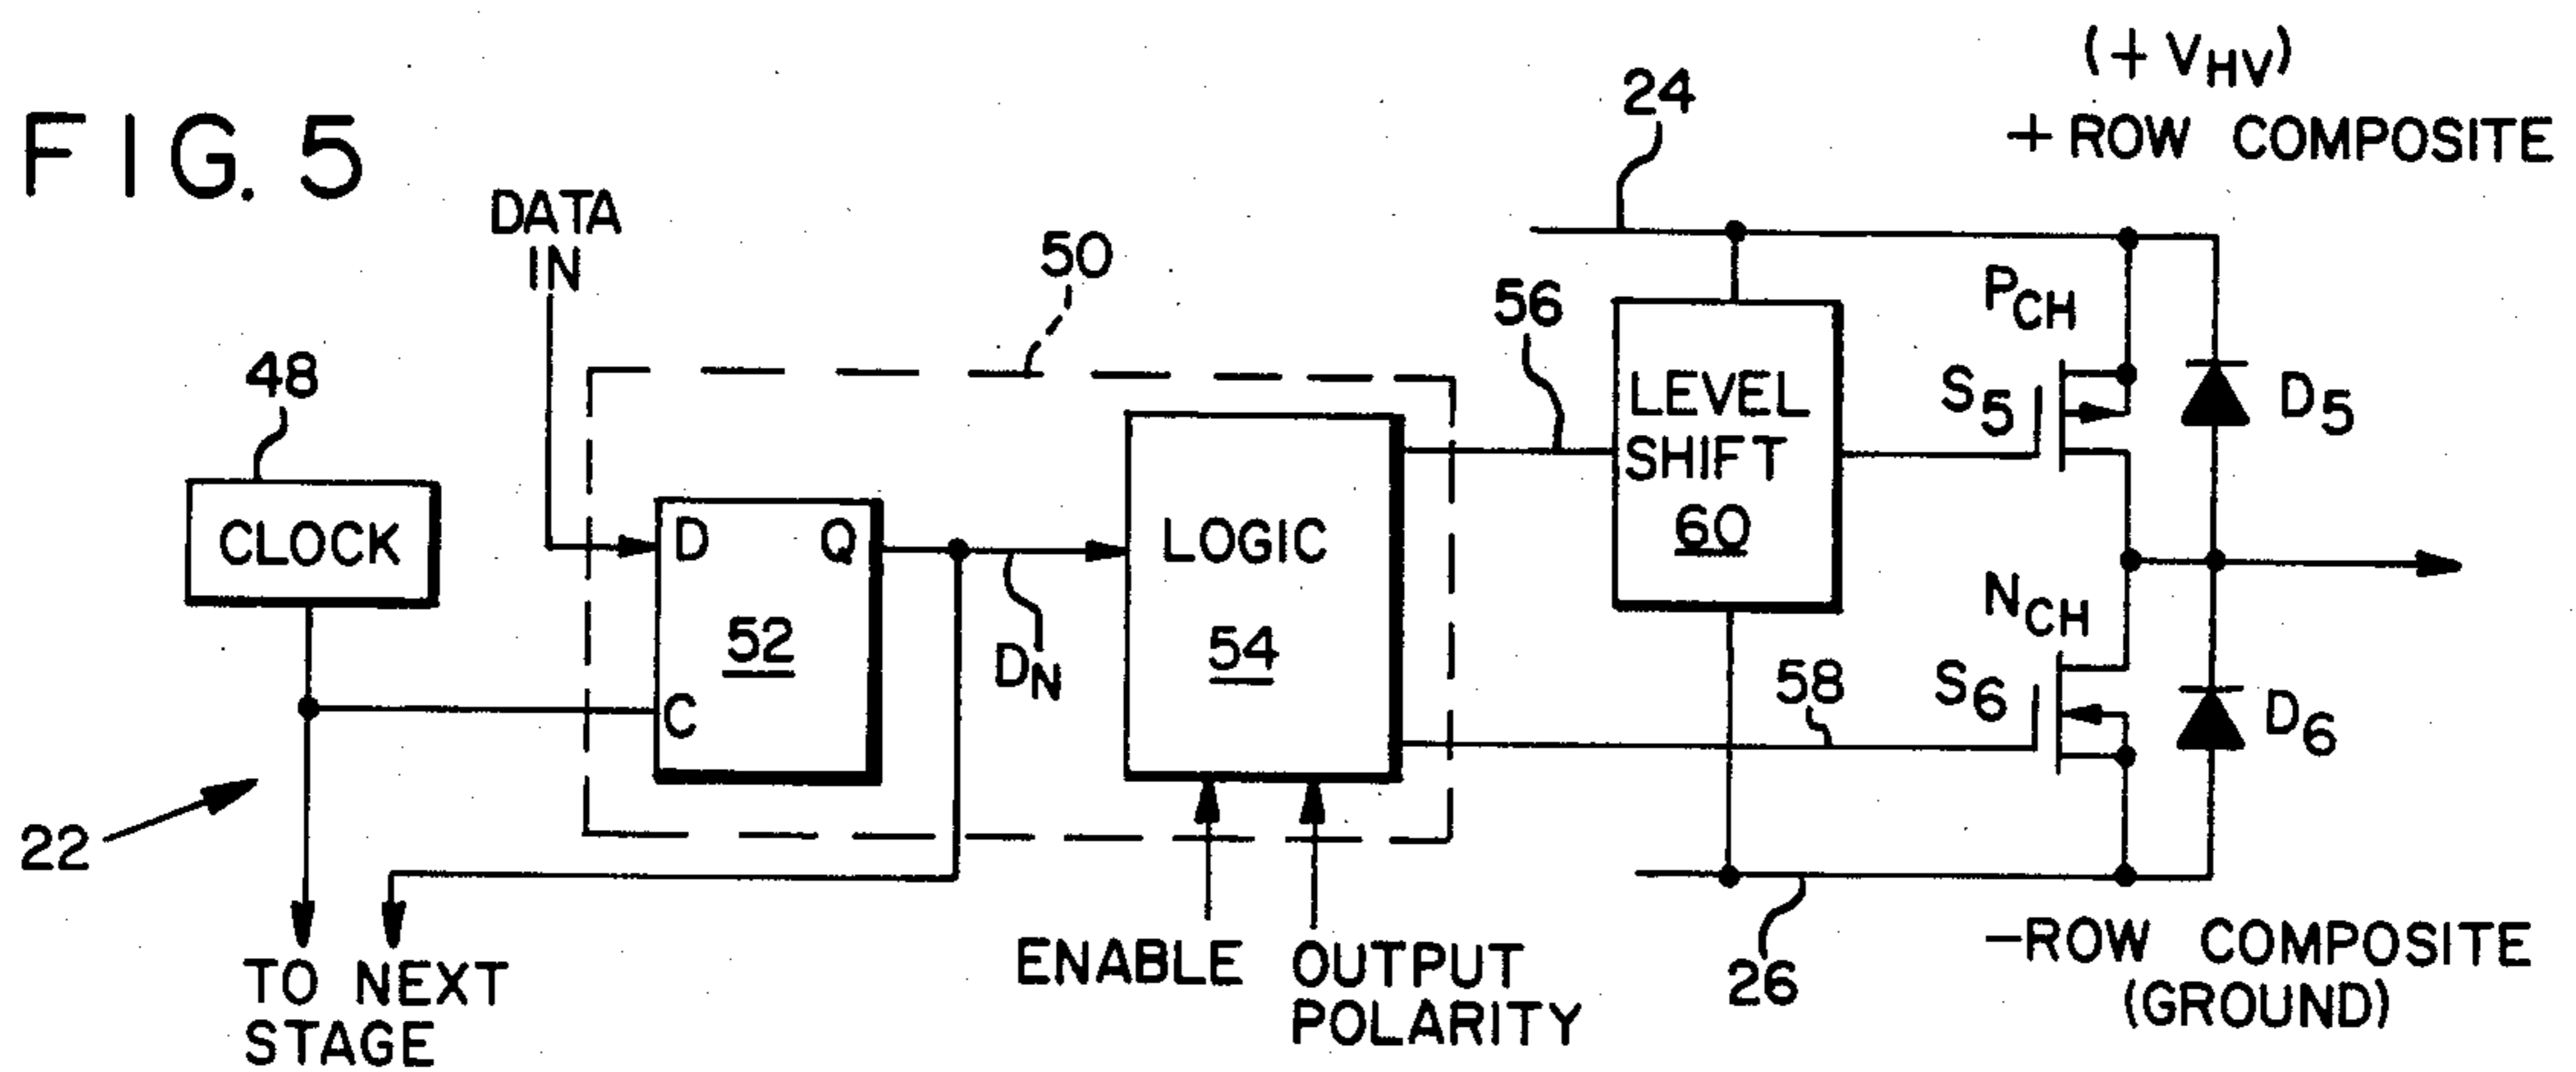 FIG. 5
(+ VHV)
+ ROW COMPOSITE
24
DATA
IN
50
56
PCH
48
LEVEL
SHIFT
60
S5
D5
CLOCK
D
Q
52
C
DN
LOGIC
54
NCH
58
S6
D6
22
TO NEXT
STAGE
ENABLE
OUTPUT
POLARITY
26
-ROW COMPOSITE
(GROUND)